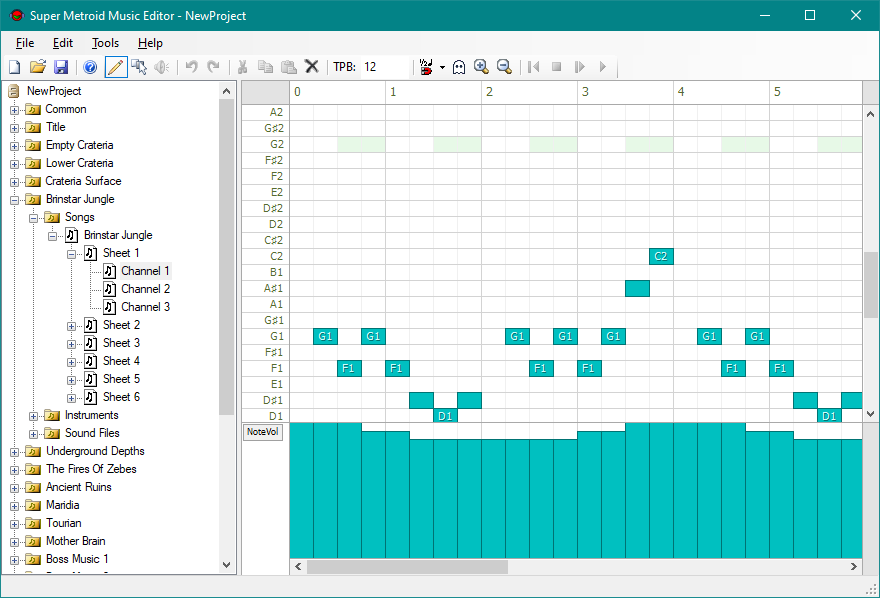 Super Metroid Music Editor - NewProject
File Edit Tools Help
TPB: 12
NewProject
Common
Title
Empty Crateria
Lower Crateria
Crateria Surface
Brinstar Jungle
Songs
Brinstar Jungle
Sheet 1
Channel 1
Channel 2
Channel 3
Sheet 2
Sheet 3
Sheet 4
Sheet 5
Sheet 6
Instruments
Sound Files
Underground Depths
The Fires Of Zebes
Ancient Ruins
Maridia
Tourian
Mother Brain
Boss Music 1
0 1 2 3 4 5
A2
G♯2
G2
F♯2
F2
E2
D♯2
D2
C♯2
C2 C2
B1
A♯1
A1
G♯1
G1 G1 G1 G1 G1 G1 G1 G1
F♯1
F1 F1 F1 F1 F1 F1 F1
E1
D♯1
D1 D1 D1
NoteVol